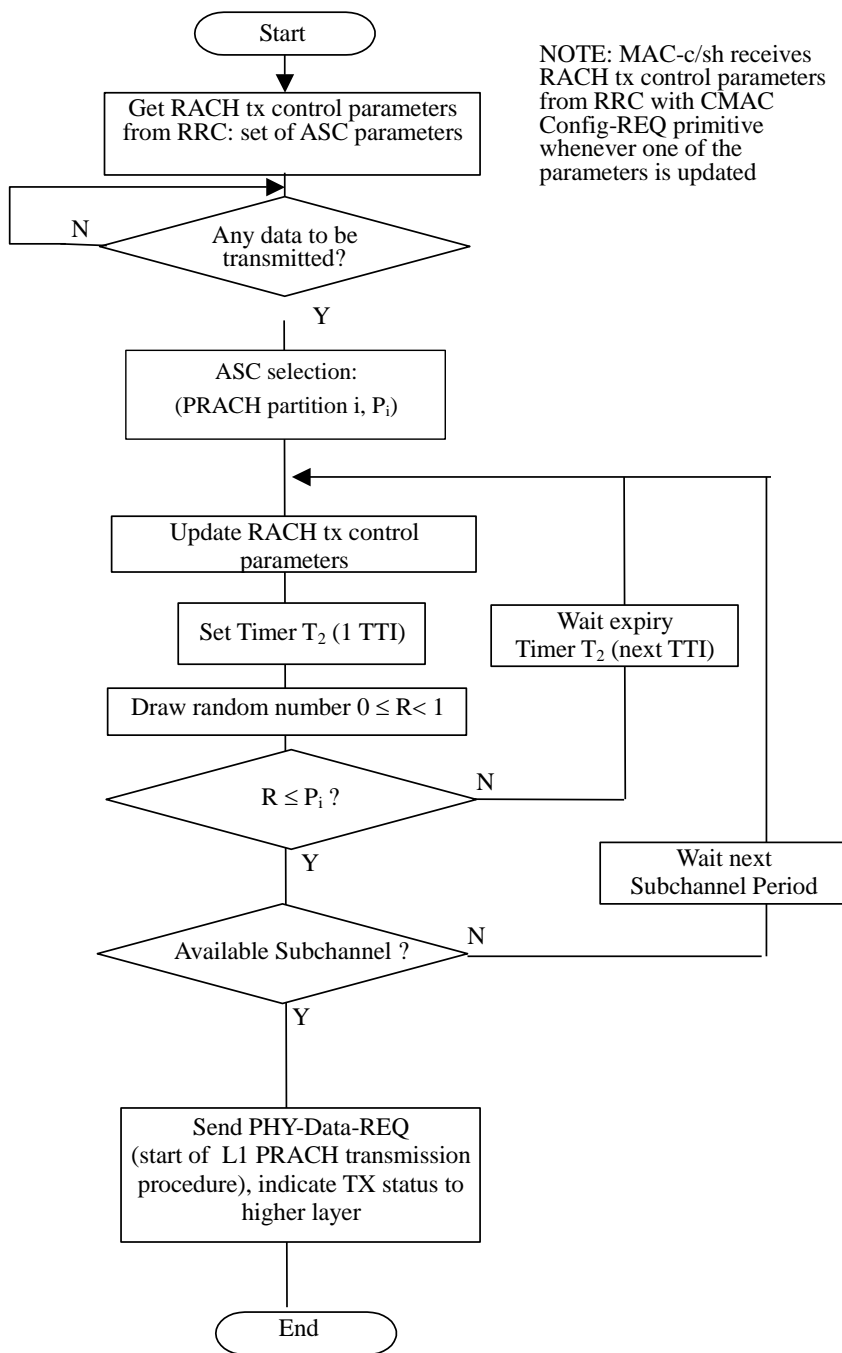 Start
NOTE: MAC-c/sh receives
RACH tx control parameters
from RRC with CMAC
Config-REQ primitive
whenever one of the
parameters is updated
Get RACH tx control parameters
from RRC: set of ASC parameters
N
Any data to be
transmitted?
Y
ASC selection:
(PRACH partition i, Pᵢ)
Update RACH tx control
parameters
Set Timer T₂ (1 TTI)
Wait expiry
Timer T₂ (next TTI)
Draw random number 0 ≤ R< 1
R ≤ Pᵢ ?
N
Y
Wait next
Subchannel Period
Available Subchannel ?
N
Y
Send PHY-Data-REQ
(start of L1 PRACH transmission
procedure), indicate TX status to
higher layer
End